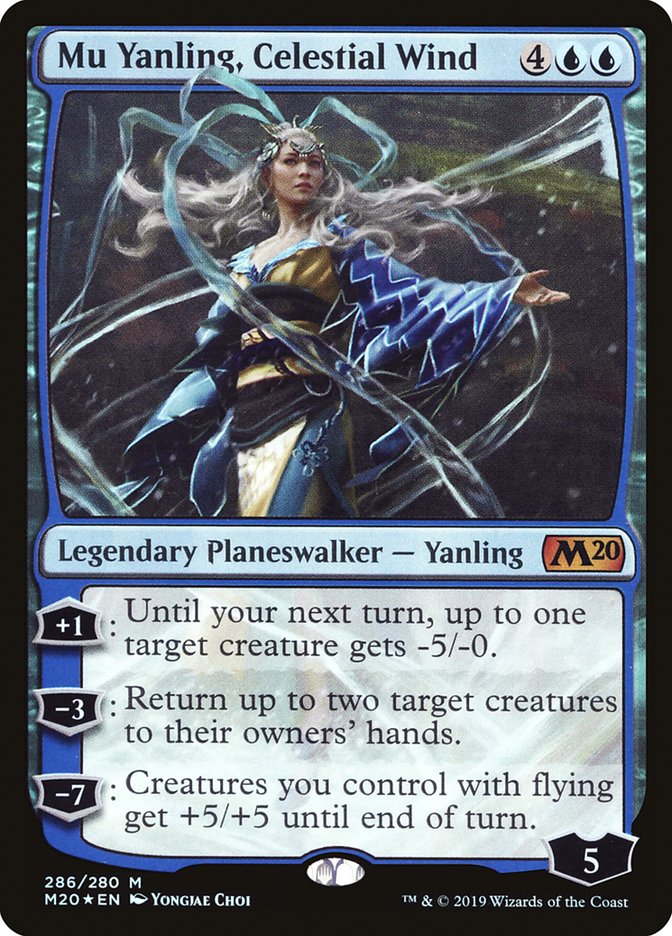 Mu Yanling, Celestial Wind 4
Legendary Planeswalker — Yanling M20
+1: Until your next turn, up to one
target creature gets -5/-0.
−3: Return up to two target creatures
to their owners' hands.
−7: Creatures you control with flying
get +5/+5 until end of turn.
5
286/280 M
M20★EN Yongjae Choi ™ & © 2019 Wizards of the Coast